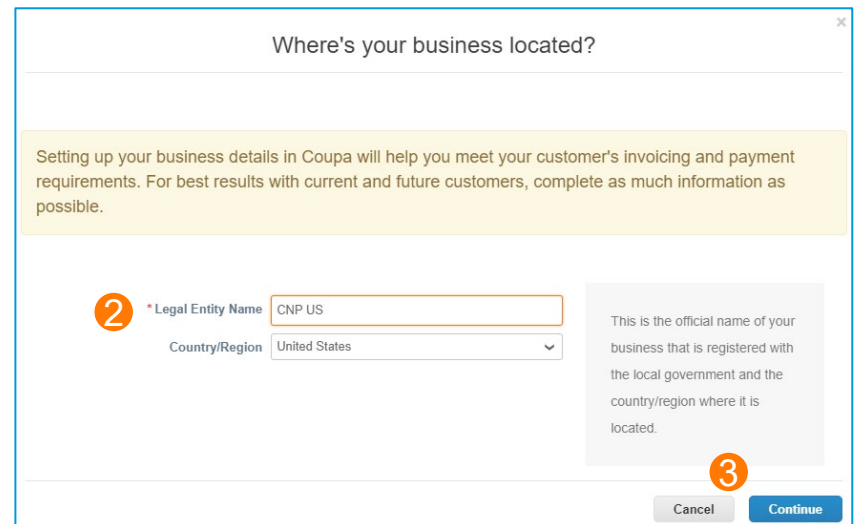 ×
Where's your business located?
Setting up your business details in Coupa will help you meet your customer's invoicing and payment
requirements. For best results with current and future customers, complete as much information as
possible.
2 * Legal Entity Name CNP US
Country/Region United States
This is the official name of your
business that is registered with
the local government and the
country/region where it is
located.
3
Cancel Continue